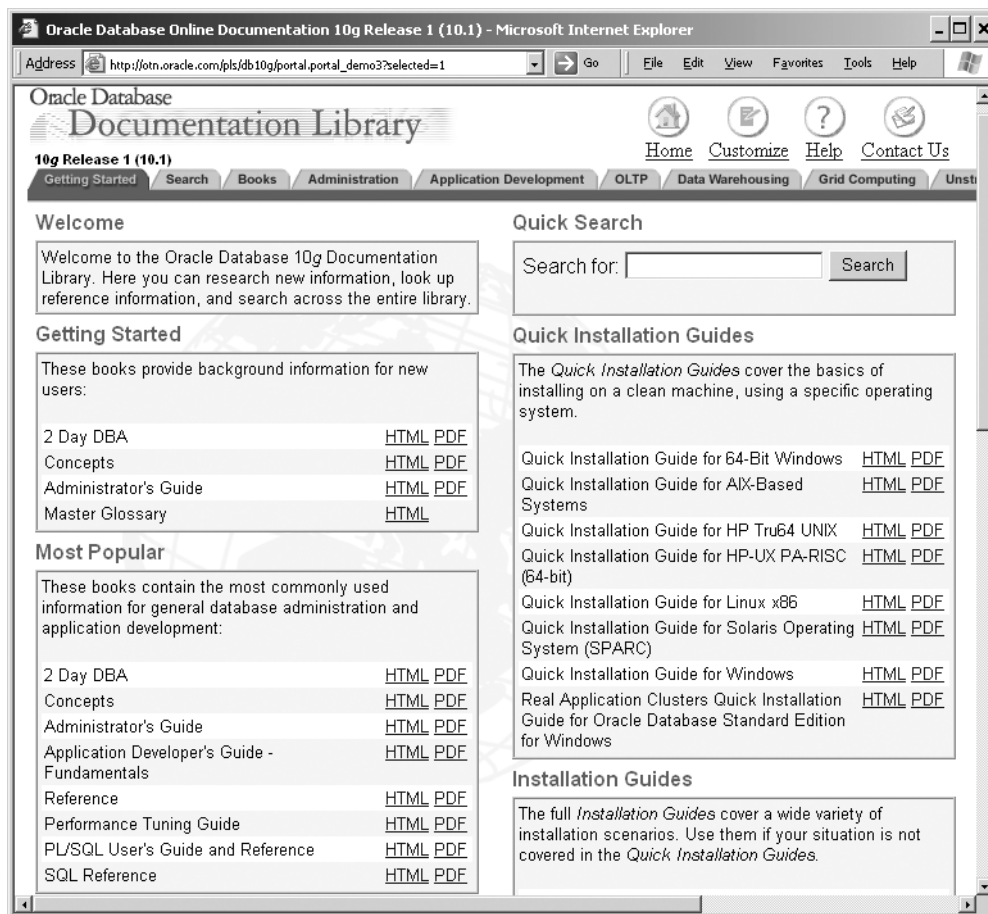 Oracle Database Online Documentation 10g Release 1 (10.1) - Microsoft Internet Explorer
Address http://otn.oracle.com/pls/db10g/portal.portal_demo3?selected=1 Go File Edit View Favorites Tools Help
Oracle Database
Documentation Library
10g Release 1 (10.1)
Home Customize Help Contact Us
Getting Started Search Books Administration Application Development OLTP Data Warehousing Grid Computing Unst
Welcome
Welcome to the Oracle Database 10g Documentation
Library. Here you can research new information, look up
reference information, and search across the entire library.
Getting Started
These books provide background information for new
users:
2 Day DBA HTML PDF
Concepts HTML PDF
Administrator's Guide HTML PDF
Master Glossary HTML
Most Popular
These books contain the most commonly used
information for general database administration and
application development:
2 Day DBA HTML PDF
Concepts HTML PDF
Administrator's Guide HTML PDF
Application Developer's Guide - HTML PDF
Fundamentals
Reference HTML PDF
Performance Tuning Guide HTML PDF
PL/SQL User's Guide and Reference HTML PDF
SQL Reference HTML PDF
Quick Search
Search for: Search
Quick Installation Guides
The Quick Installation Guides cover the basics of
installing on a clean machine, using a specific operating
system.
Quick Installation Guide for 64-Bit Windows HTML PDF
Quick Installation Guide for AIX-Based HTML PDF
Systems
Quick Installation Guide for HP Tru64 UNIX HTML PDF
Quick Installation Guide for HP-UX PA-RISC HTML PDF
(64-bit)
Quick Installation Guide for Linux x86 HTML PDF
Quick Installation Guide for Solaris Operating HTML PDF
System (SPARC)
Quick Installation Guide for Windows HTML PDF
Real Application Clusters Quick Installation HTML PDF
Guide for Oracle Database Standard Edition
for Windows
Installation Guides
The full Installation Guides cover a wide variety of
installation scenarios. Use them if your situation is not
covered in the Quick Installation Guides.